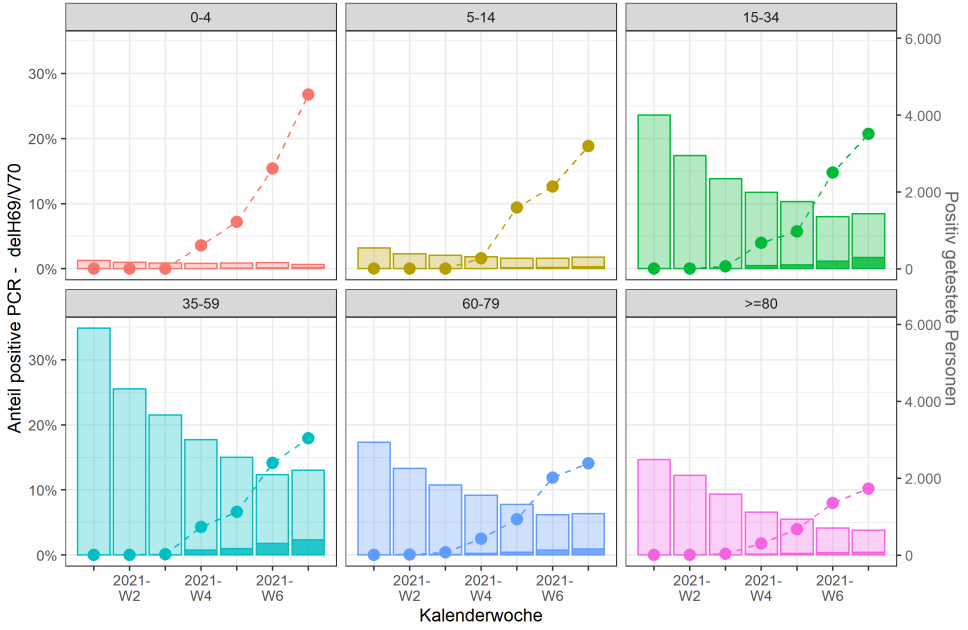 0-4
5-14
15-34
30%
20%
10%
0%
6.000
4.000
2.000
0
35-59
60-79
>=80
30%
20%
10%
0%
6.000
4.000
2.000
0
Anteil positive PCR - delH69/V70
Positiv getestete Personen
2021-
W2
2021-
W4
2021-
W6
2021-
W2
2021-
W4
2021-
W6
2021-
W2
2021-
W4
2021-
W6
Kalenderwoche